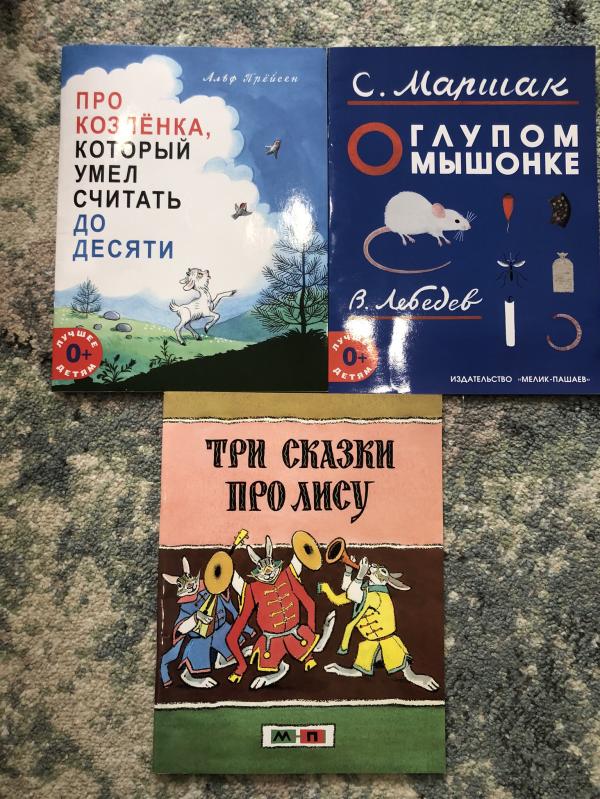 Альф Прёйсен
ПРО
КОЗЛЁНКА,
КОТОРЫЙ
УМЕЛ
СЧИТАТЬ
ДО
ДЕСЯТИ
ЛУЧШЕЕ
0+
ДЕТЯМ
С. Маршак
О ГЛУПОМ
МЫШОНКЕ
В. Лебедев
ЛУЧШЕЕ
0+
ДЕТЯМ
ИЗДАТЕЛЬСТВО «МЕЛИК-ПАШАЕВ»
ТРИ СКАЗКИ
ПРО ЛИСУ
М-П